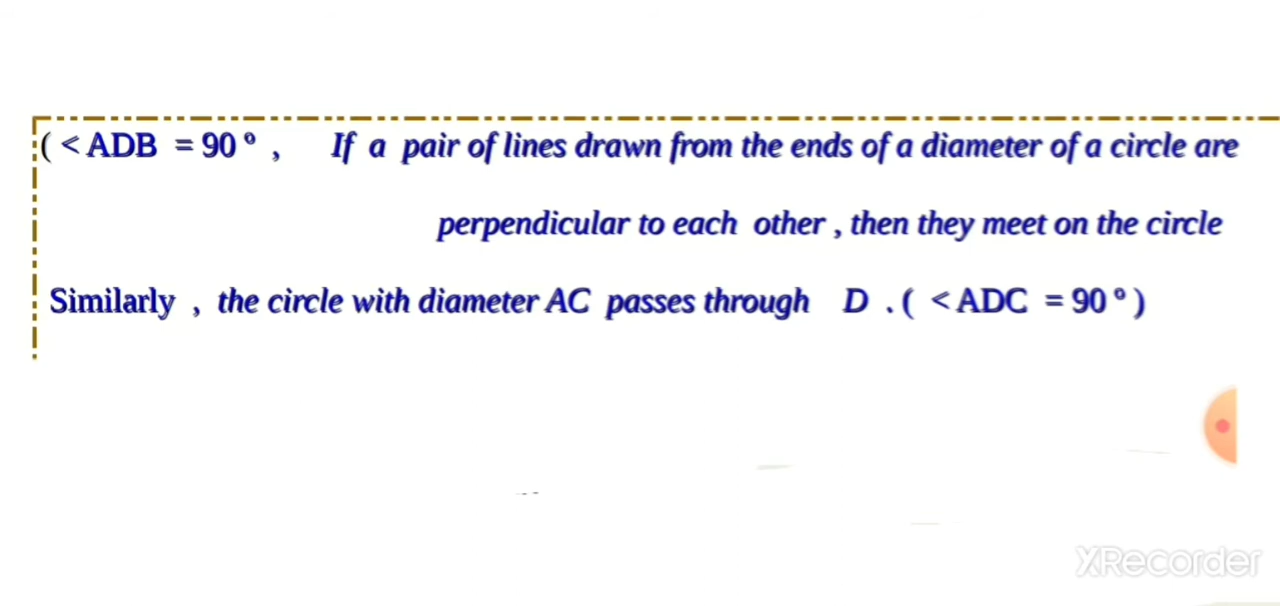 ( < ADB = 90 ° , If a pair of lines drawn from the ends of a diameter of a circle are
perpendicular to each other , then they meet on the circle
Similarly , the circle with diameter AC passes through D . ( < ADC = 90 ° )
XRecorder